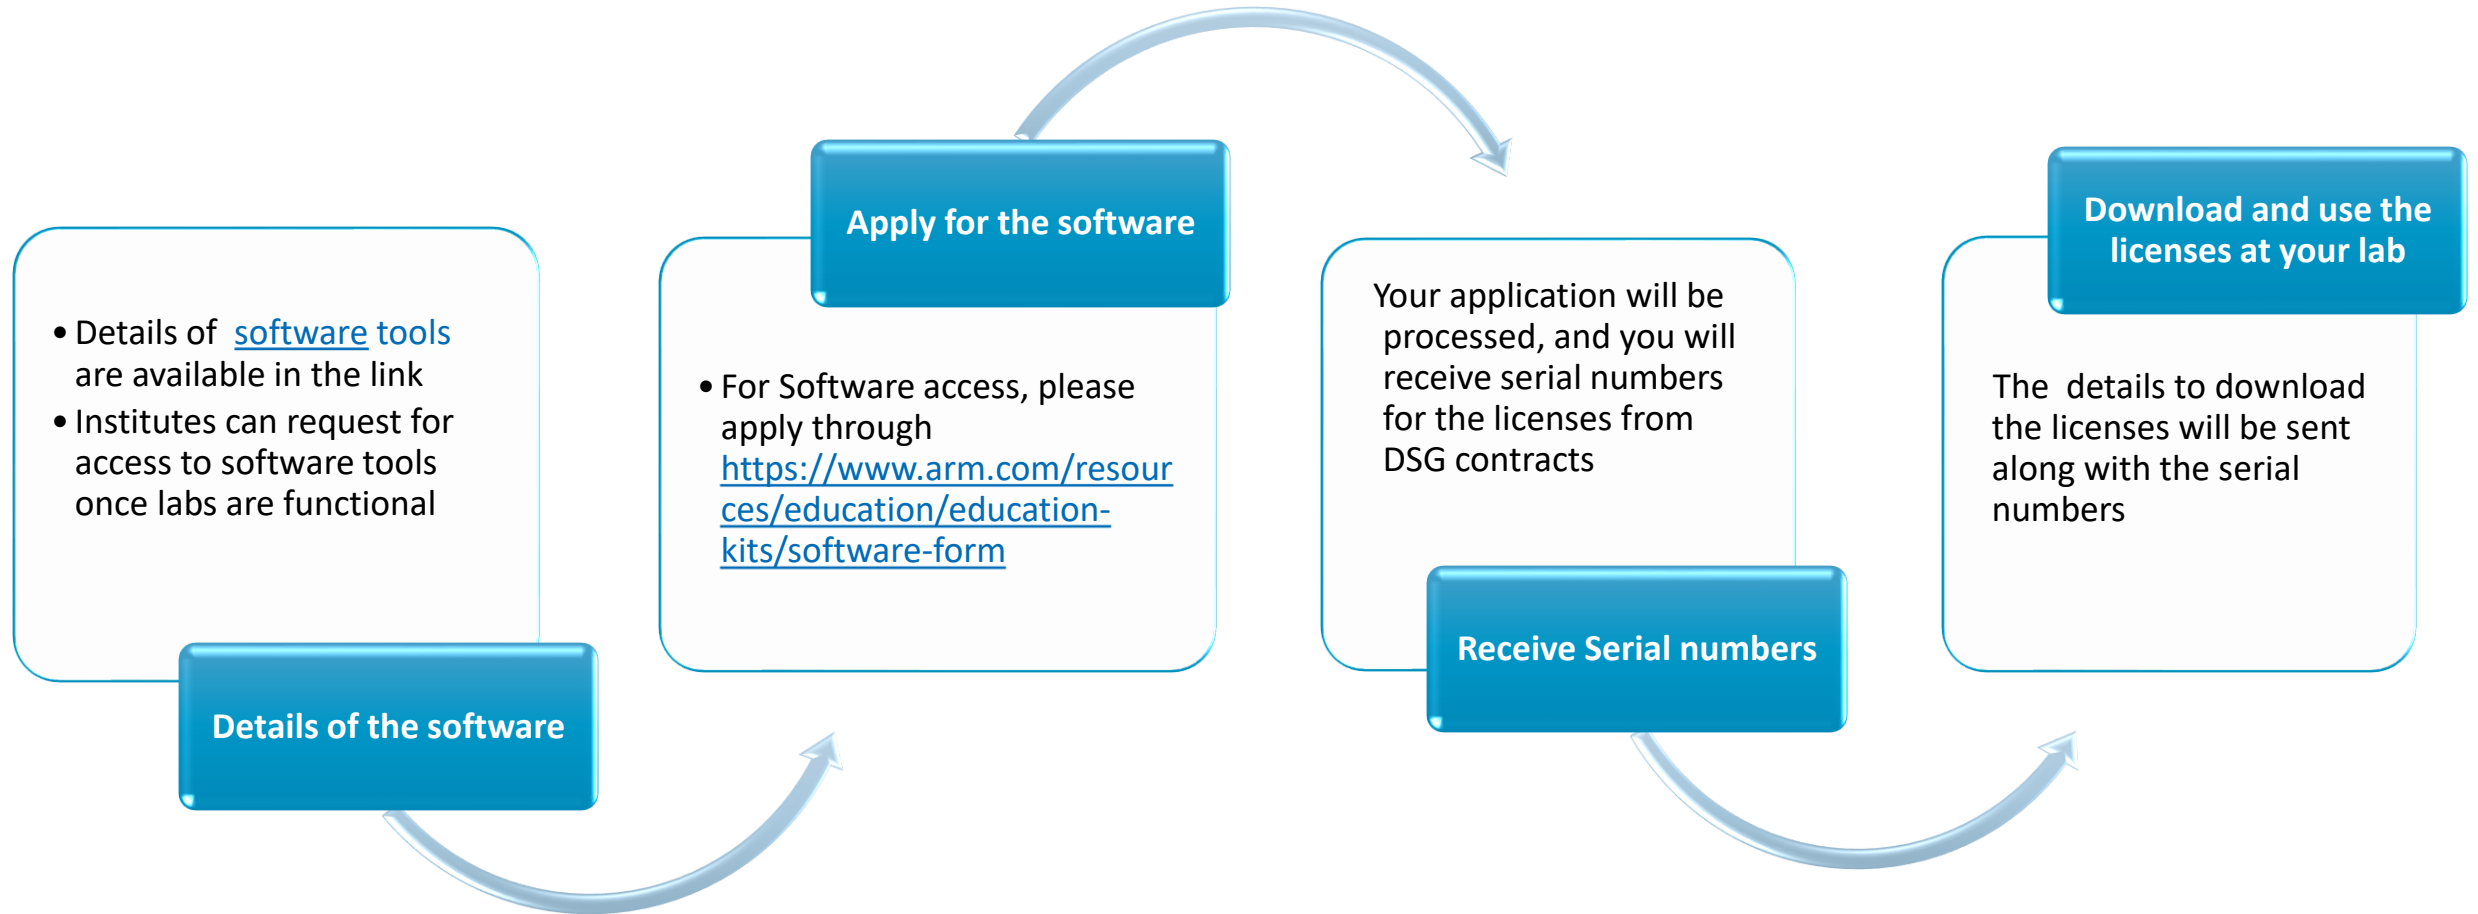 • Details of software tools
are available in the link
• Institutes can request for
access to software tools
once labs are functional
Details of the software
Apply for the software
• For Software access, please
apply through
https://www.arm.com/resour
ces/education/education-
kits/software-form
Your application will be
processed, and you will
receive serial numbers
for the licenses from
DSG contracts
Receive Serial numbers
Download and use the
licenses at your lab
The details to download
the licenses will be sent
along with the serial
numbers